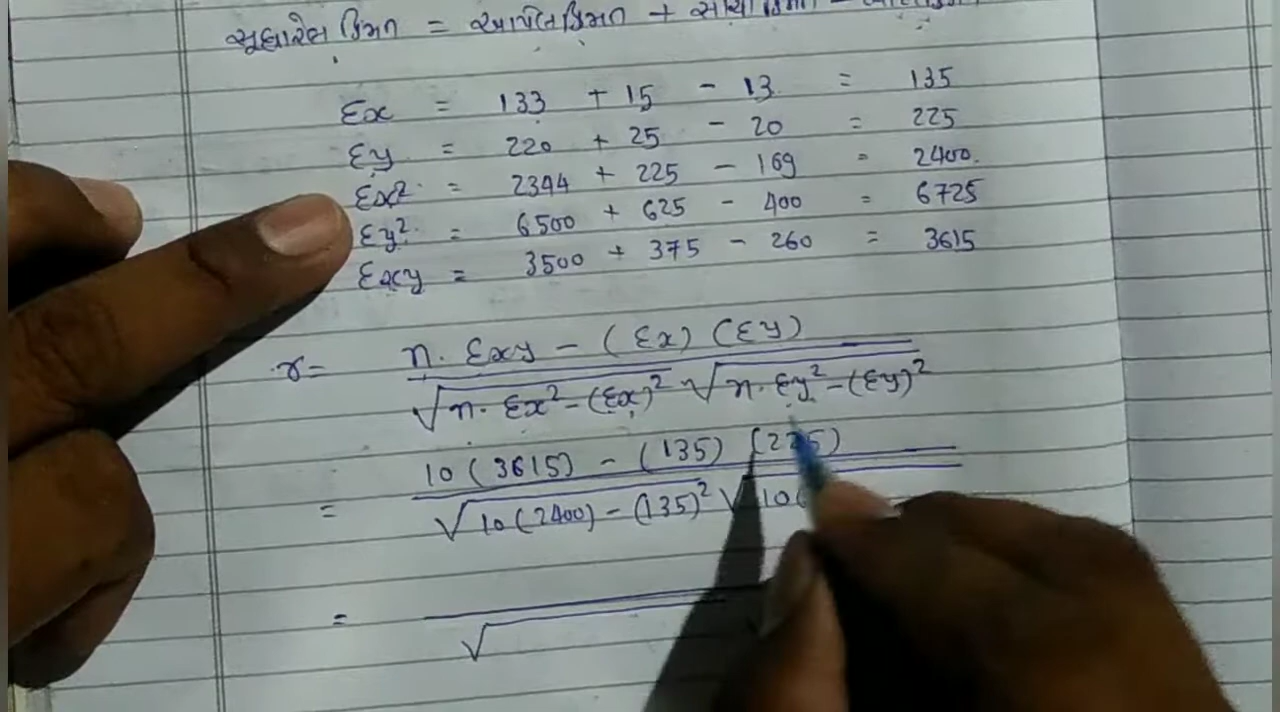 સુધારેલ કિંમત = આપેલ કિંમત +
Σx = 133 + 15 - 13 = 135
Σy = 220 + 25 - 20 = 225
Σx² = 2344 + 225 - 169 = 2400
Σy² = 6500 + 625 - 400 = 6725
Σxy = 3500 + 375 - 260 = 3615
r = n. Σxy - (Σx) (Σy)
√n. Σx² - (Σx)² √n. Σy² - (Σy)²
= 10 (3615) - (135) (225)
√10 (2400) - (135)² √10(
= √